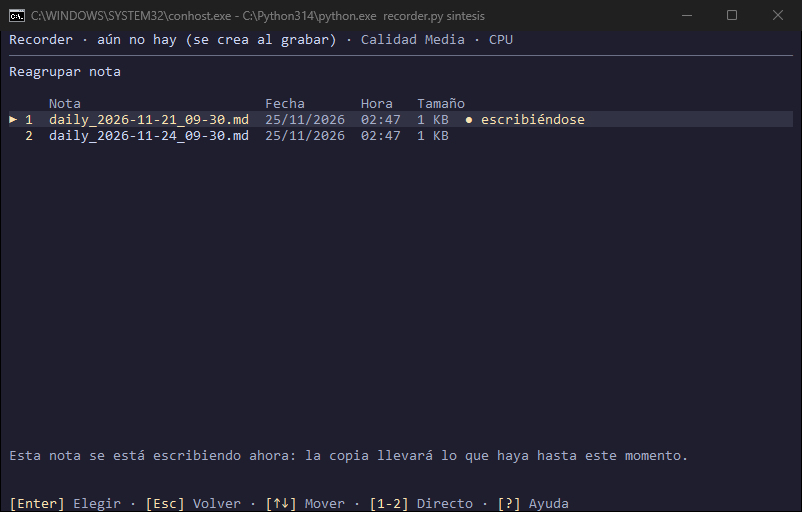 C:\WINDOWS\SYSTEM32\conhost.exe - C:\Python314\python.exe recorder.py sintesis
Recorder · aún no hay (se crea al grabar) · Calidad Media · CPU
Reagrupar nota
Nota Fecha Hora Tamaño
► 1 daily_2026-11-21_09-30.md 25/11/2026 02:47 1 KB ● escribiéndose
2 daily_2026-11-24_09-30.md 25/11/2026 02:47 1 KB
Esta nota se está escribiendo ahora: la copia llevará lo que haya hasta este momento.
[Enter] Elegir · [Esc] Volver · [↑↓] Mover · [1-2] Directo · [?] Ayuda